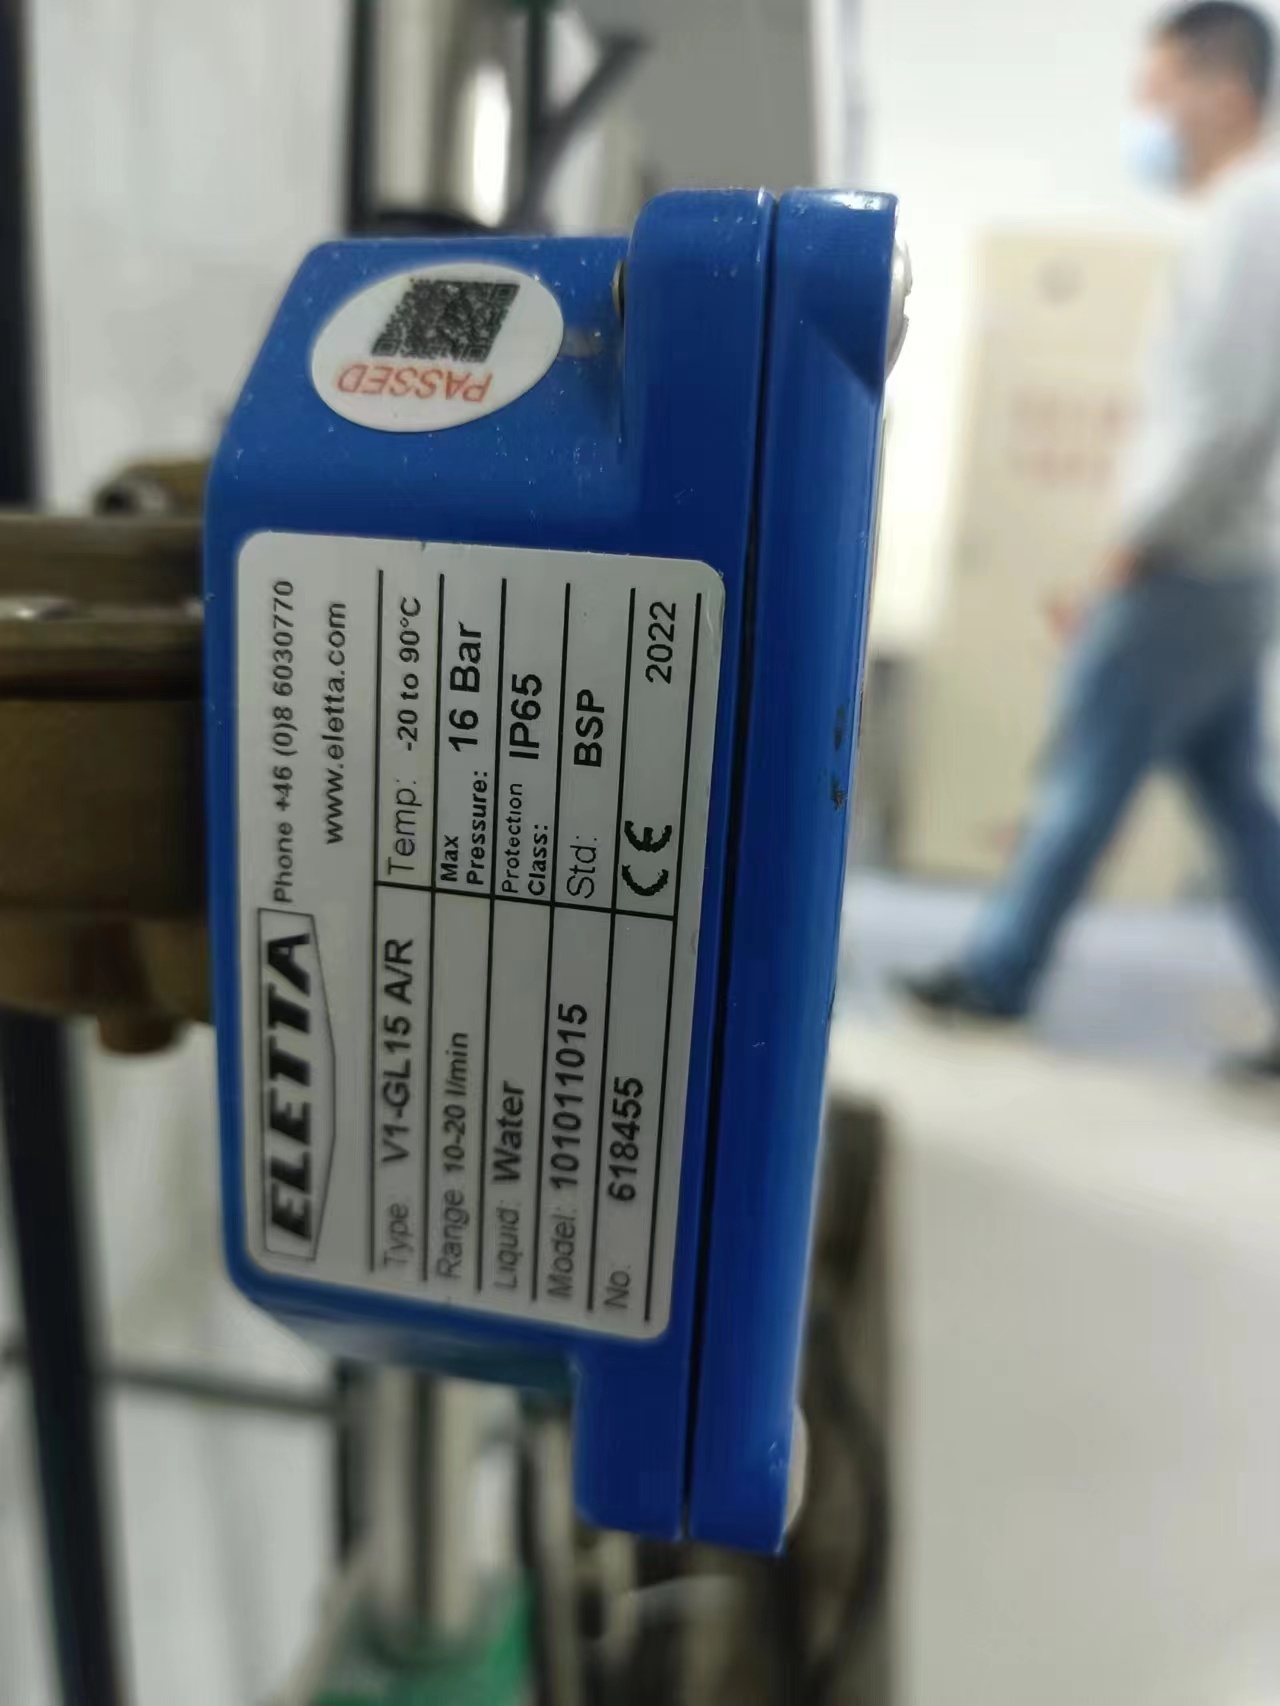 PASSED
ELETTA
Phone +46 (0)8 6030770
www.eletta.com
Type: V1-GL15 A/R Temp: -20 to 90°C
Range 10-20 l/min Max Pressure: 16 Bar
Liquid: Water Protection Class: IP65
Model: 101011015 Std: BSP
No: 618455 CE 2022